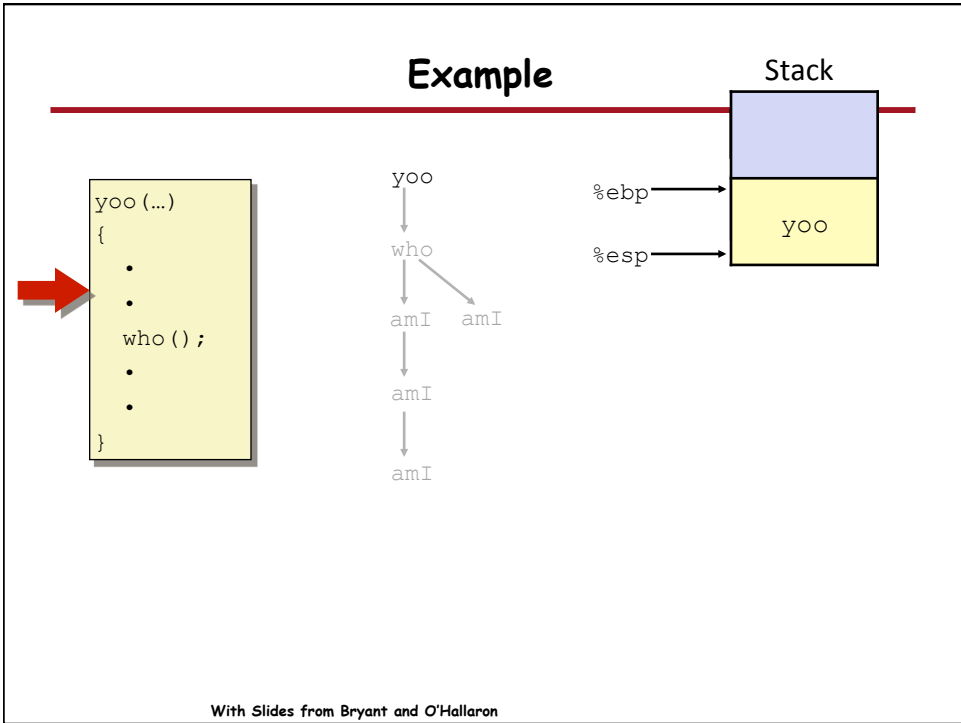 Example
Stack
yoo(…)
{
•
•
who();
•
•
}
yoo
who
amI amI
amI
amI
%ebp
%esp
yoo
With Slides from Bryant and O'Hallaron